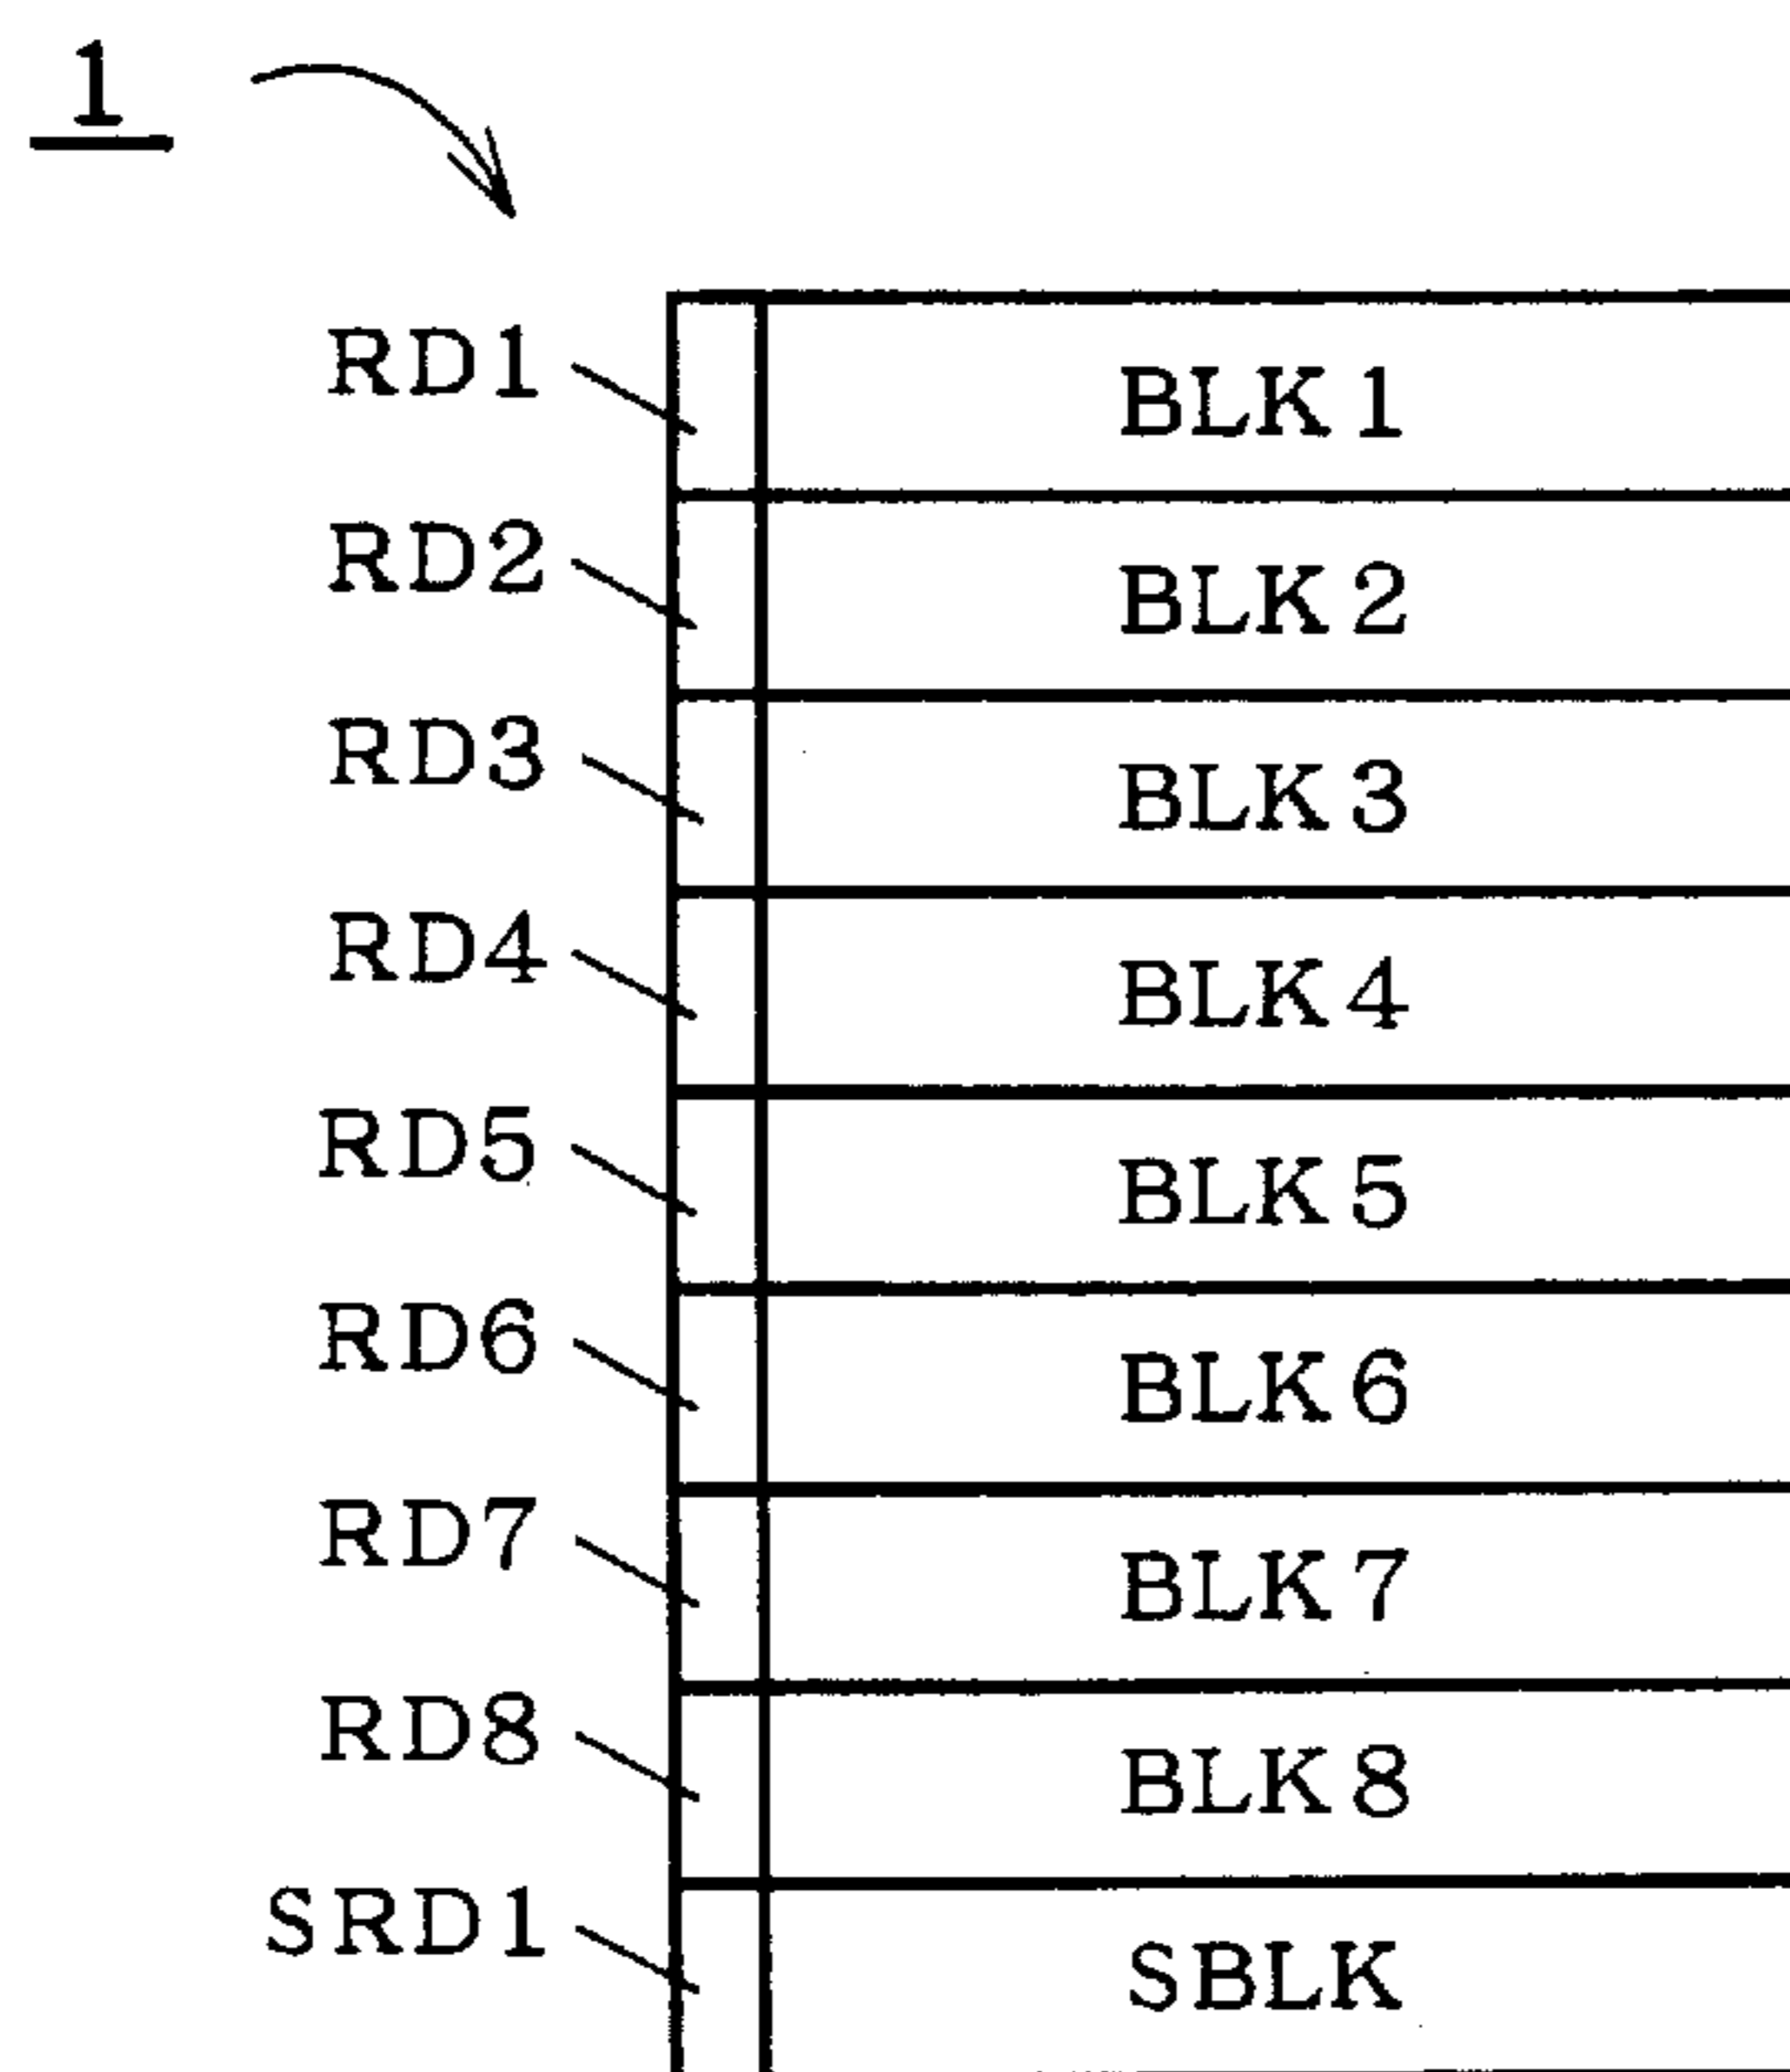 1
RD1 BLK1
RD2 BLK2
RD3 BLK3
RD4 BLK4
RD5 BLK5
RD6 BLK6
RD7 BLK7
RD8 BLK8
SRD1 SBLK